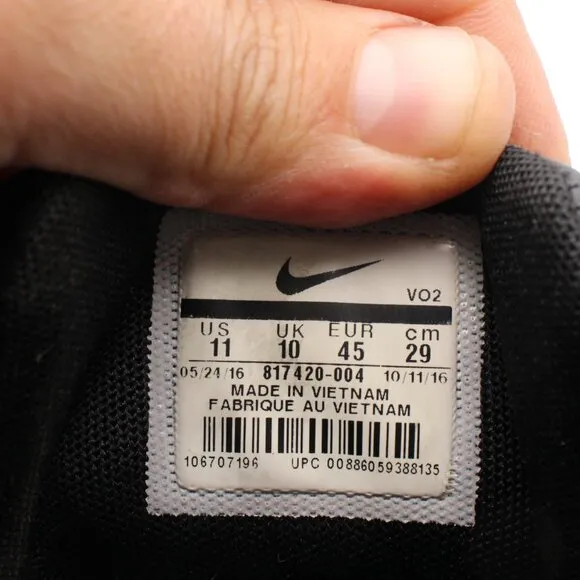 VO2
US UK EUR cm
11 10 45 29
05/24/16 817420-004 10/11/16
MADE IN VIETNAM
FABRIQUE AU VIETNAM
106707196 UPC 00886059388135